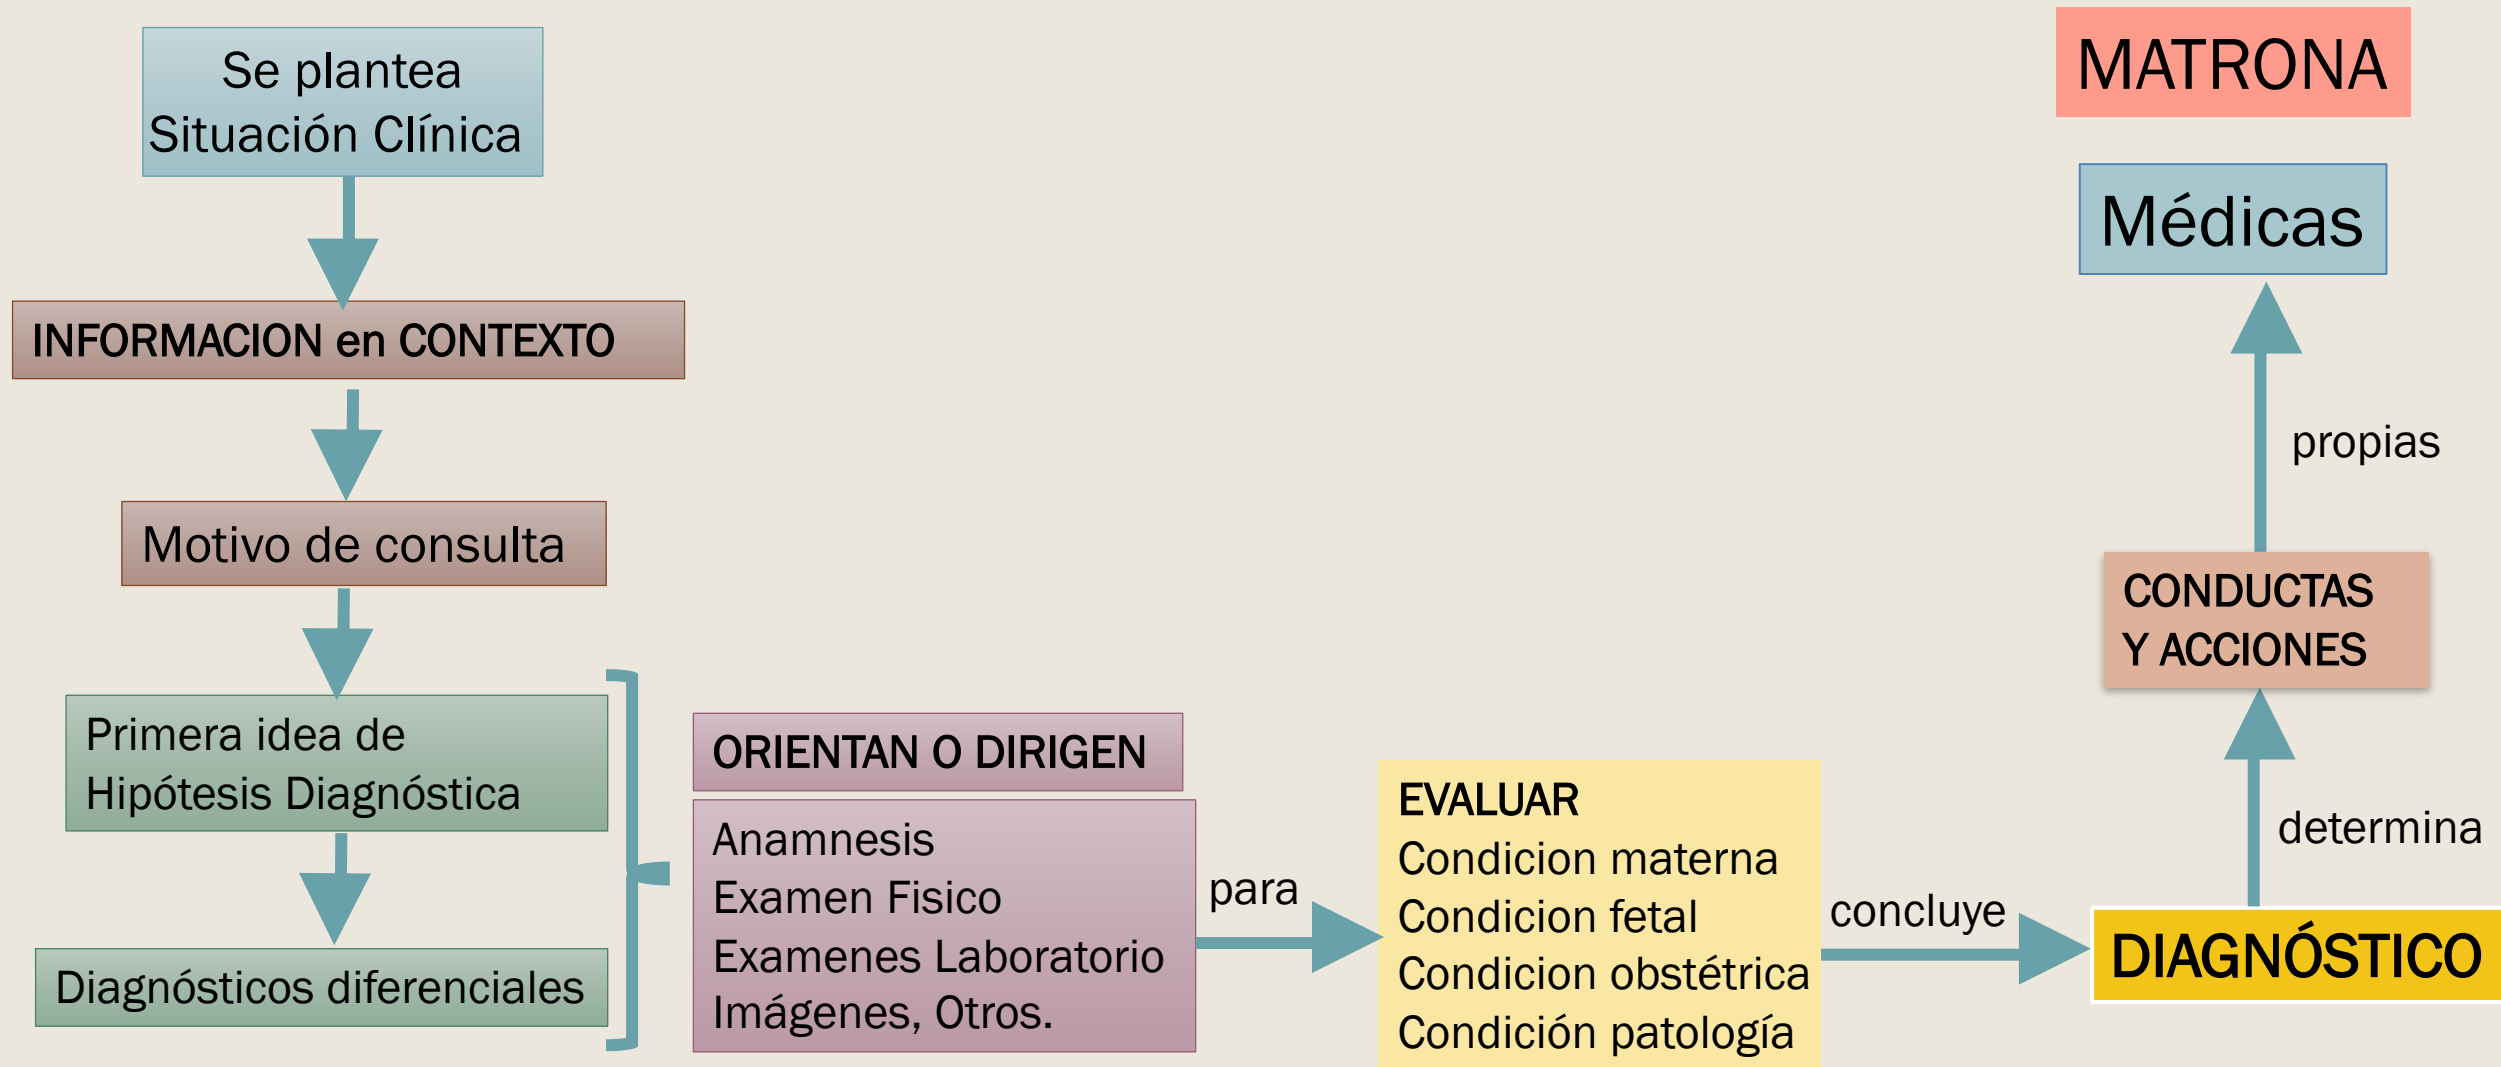 Se plantea
Situación Clínica
INFORMACION en CONTEXTO
Motivo de consulta
Primera idea de
Hipótesis Diagnóstica
Diagnósticos diferenciales
ORIENTAN O DIRIGEN
Anamnesis
Examen Fisico
Examenes Laboratorio
Imágenes, Otros.
para
EVALUAR
Condicion materna
Condicion fetal
Condicion obstétrica
Condición patología
concluye
DIAGNÓSTICO
determina
CONDUCTAS
Y ACCIONES
propias
Médicas
MATRONA